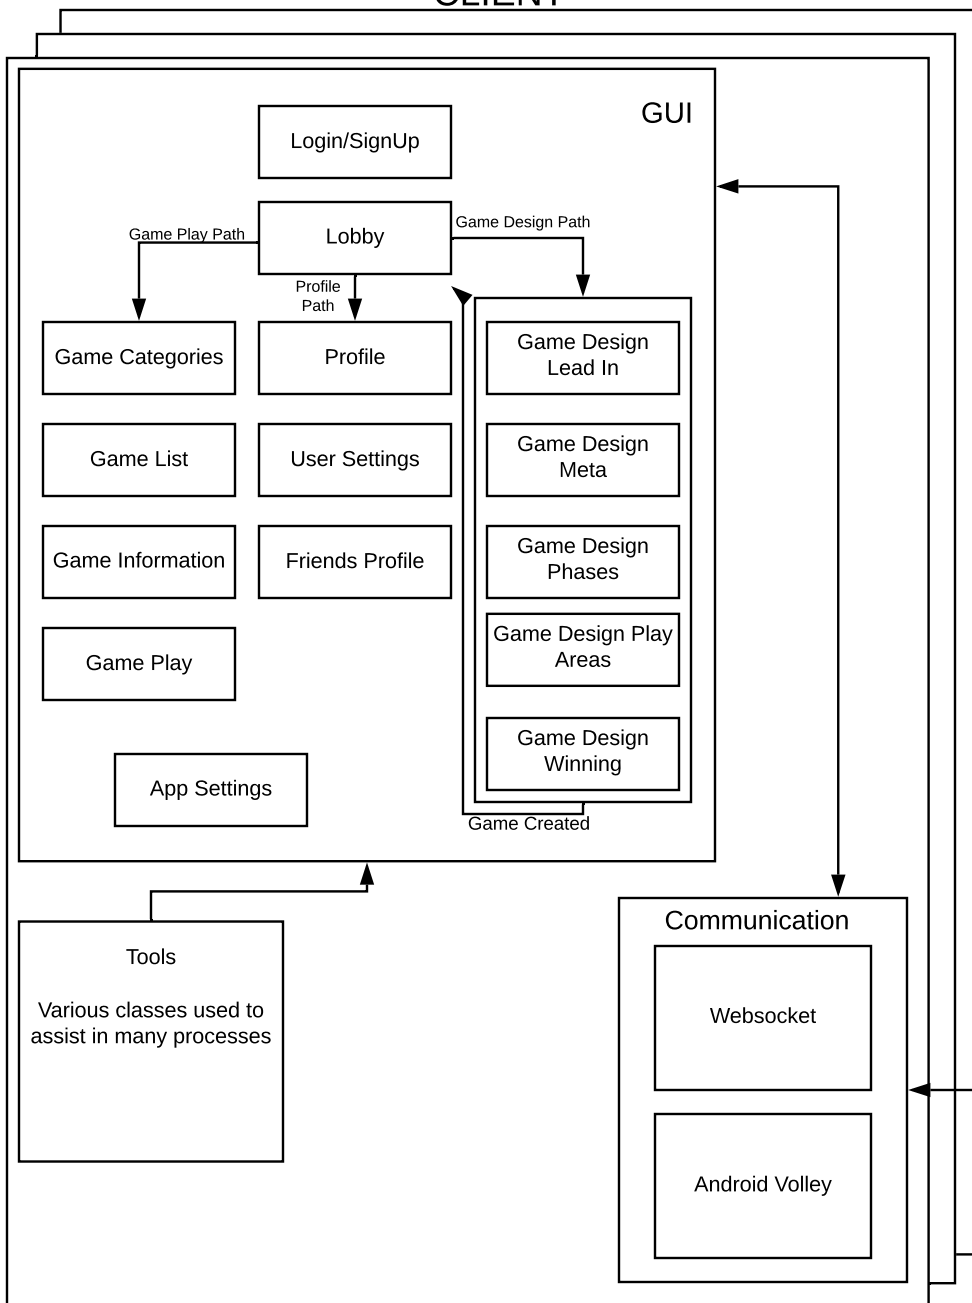 CLIENT
GUI
Login/SignUp
Lobby
Game Play Path
Game Design Path
Profile
Path
Game Categories
Profile
Game Design
Lead In
Game List
User Settings
Game Design
Meta
Game Information
Friends Profile
Game Design
Phases
Game Play
Game Design Play
Areas
Game Design
Winning
App Settings
Game Created
Tools
Various classes used to
assist in many processes
Communication
Websocket
Android Volley